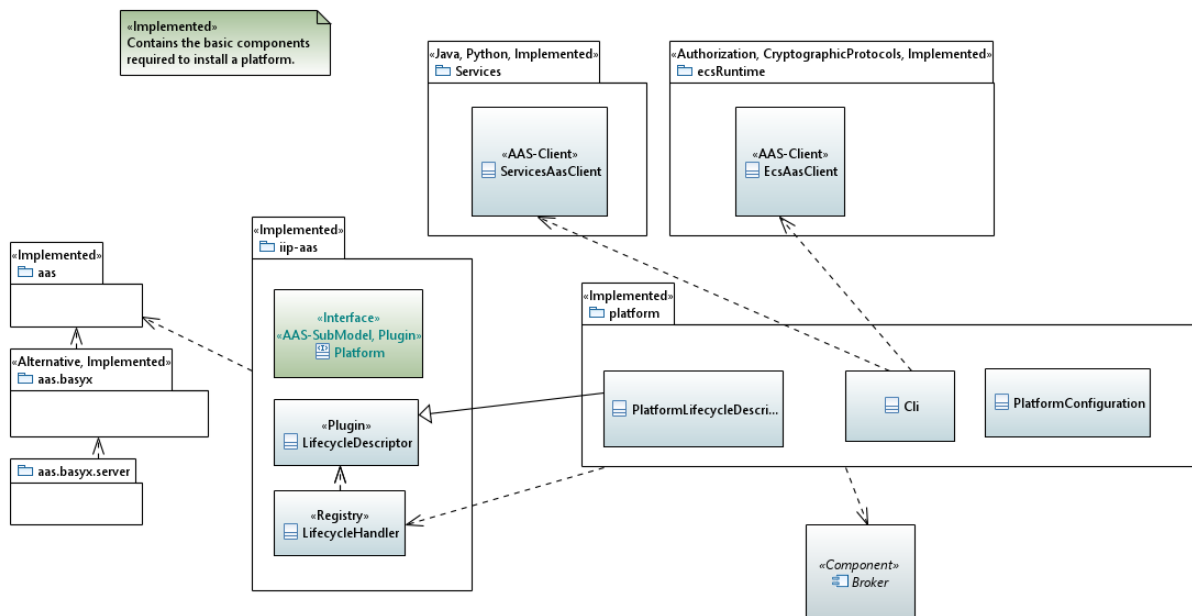 «Implemented»
Contains the basic components
required to install a platform.
«Java, Python, Implemented»
Services
«AAS-Client»
ServicesAasClient
«Authorization, CryptographicProtocols, Implemented»
ecsRuntime
«AAS-Client»
EcsAasClient
«Implemented»
aas
«Alternative, Implemented»
aas.basyx
aas.basyx.server
«Implemented»
iip-aas
«Interface»
«AAS-SubModel, Plugin»
Platform
«Plugin»
LifecycleDescriptor
«Registry»
LifecycleHandler
«Implemented»
platform
PlatformLifecycleDescri...
Cli
PlatformConfiguration
«Component»
Broker